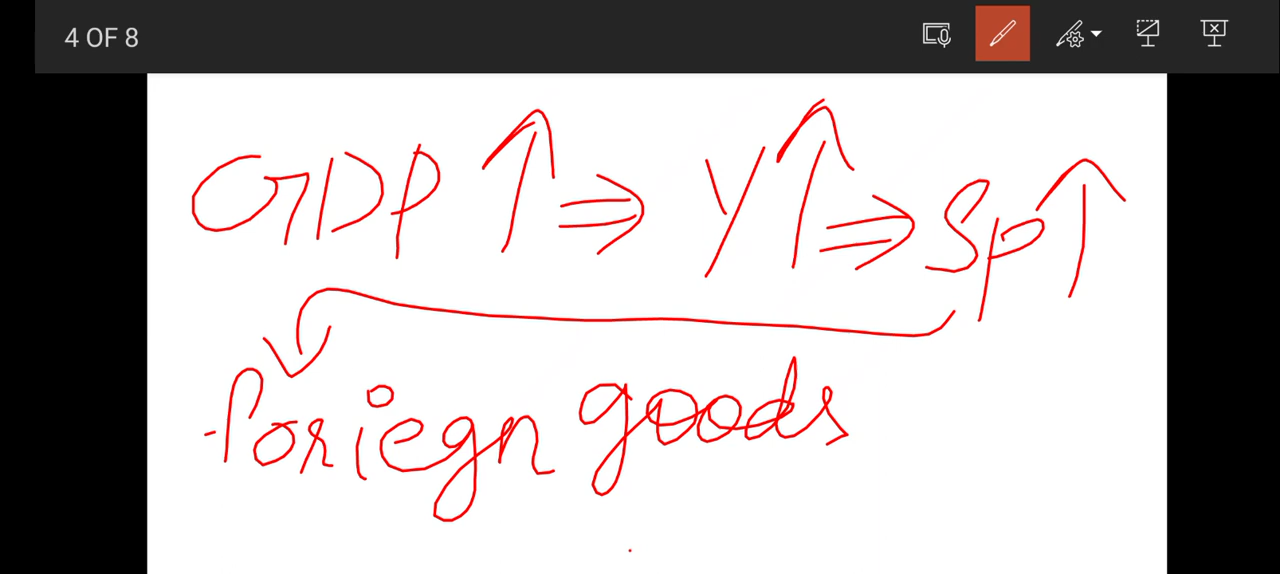 4 OF 8
GDP ↑ ⇒ Y ↑ ⇒ Sp ↑
foriegn goods